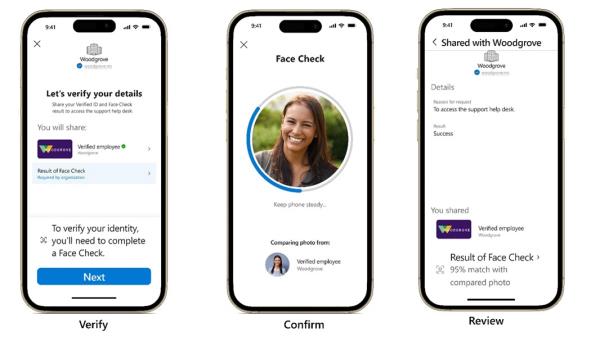 9:41
Woodgrove
Let's verify your details
Share your Verified ID and Face Check
result to access the support help desk.
You will share:
WOODGROVE
Verified employee
Woodgrove
Result of Face Check
Required by organization
To verify your identity,
you'll need to complete
a Face Check.
Next
Verify
9:41
Face Check
Keep phone steady...
Comparing photo from:
Verified employee
Woodgrove
Confirm
9:41
Shared with Woodgrove
Woodgrove
Details
Reason for request
To access the support help desk.
Result
Success
You shared
WOODGROVE
Verified employee
Woodgrove
Result of Face Check
95% match with
compared photo
Review